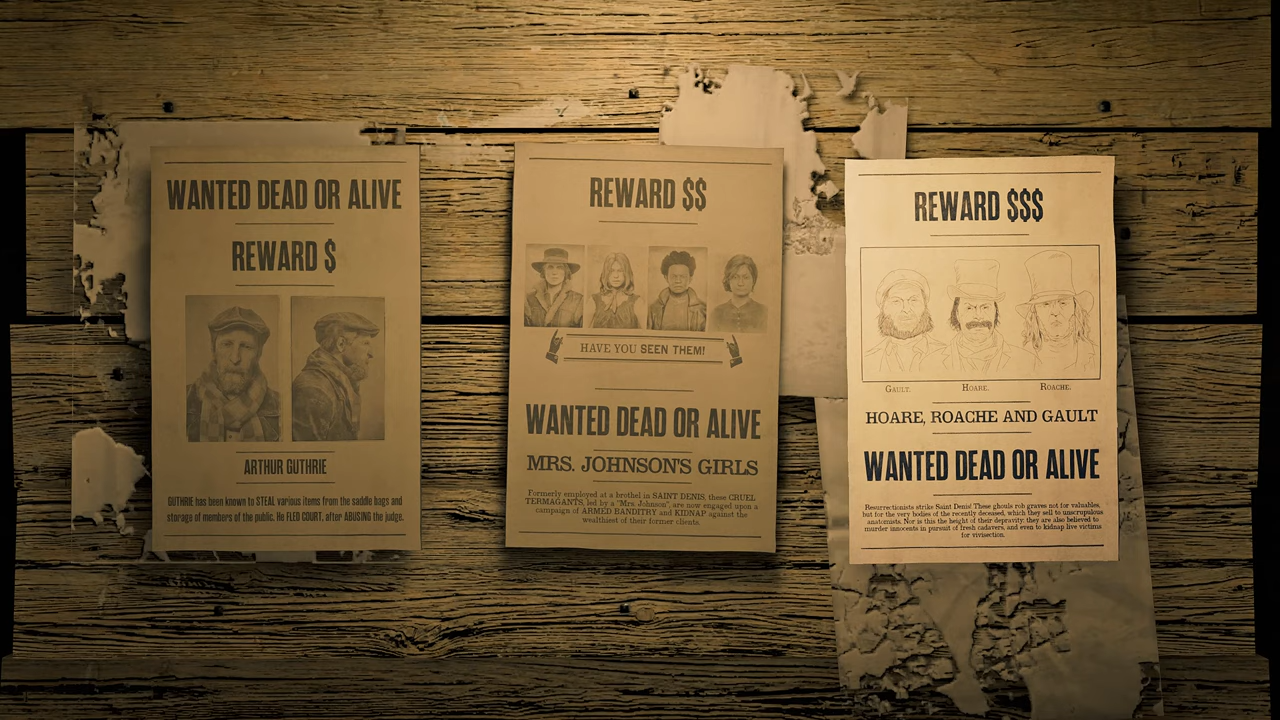 WANTED DEAD OR ALIVE
REWARD $
ARTHUR GUTHRIE
GUTHRIE has been known to STEAL various items from the saddle bags and
storage of members of the public. He FLED COURT, after ABUSING the judge.
REWARD $$
HAVE YOU SEEN THEM!
WANTED DEAD OR ALIVE
MRS. JOHNSON'S GIRLS
Formerly employed at a brothel in SAINT DENIS, these CRUEL
TERMAGANTS, led by a "Mrs. Johnson", are now engaged upon a
campaign of ARMED BANDITRY and KIDNAP against the
wealthiest of their former clients.
REWARD $$$
GAULT. HOARE. ROACHE.
HOARE, ROACHE AND GAULT
WANTED DEAD OR ALIVE
Resurrectionists strike Saint Denis! These ghouls rob graves not for valuables,
but for the very bodies of the recently deceased, which they sell to unscrupulous
anatomists. Nor is this the height of their depravity: they are also believed to
murder innocents in pursuit of fresh cadavers, and even to kidnap live victims
for vivisection.